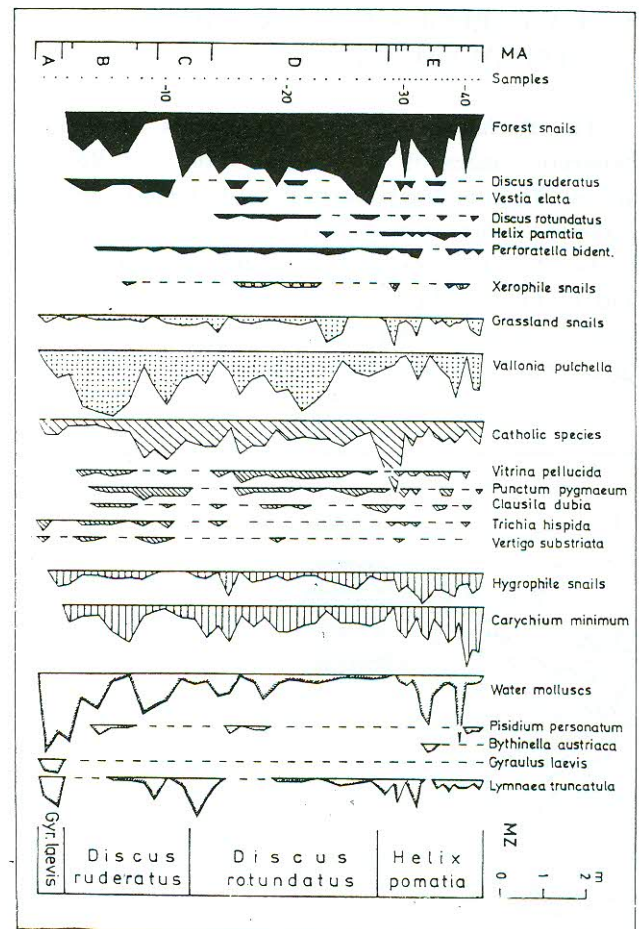 MA
A B C D E
Samples
-10 -20 -30 -40
Forest snails
Discus ruderatus
Vestia elata
Discus rotundatus
Helix pamatia
Perforatella bident.
Xerophile snails
Grassland snails
Vallonia pulchella
Catholic species
Vitrina pellucida
Punctum pygmaeum
Clausila dubia
Trichia hispida
Vertigo substriata
Hygrophile snails
Carychium minimum
Water molluscs
Pisidium personatum
Bythinella austriaca
Gyraulus laevis
Lymnaea truncatula
MZ
Gyr. laevis
Discus
ruderatus
Discus
rotundatus
Helix
pomatia
0 1 2 m